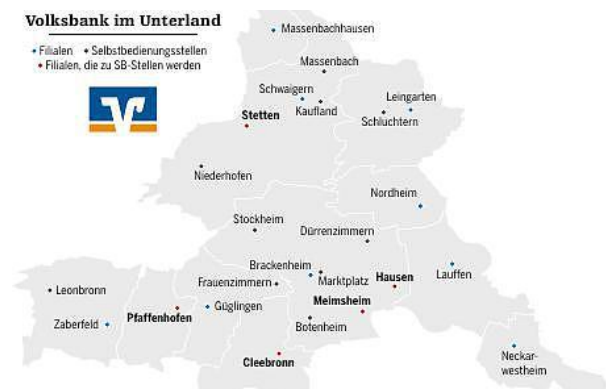 Volksbank im Unterland
Filialen Selbstbedienungsstellen
Filialen, die zu SB-Stellen werden
Massenbachhausen
Massenbach
Schwaigern
Kaufland
Leingarten
Schluchtern
Stetten
Niederhofen
Nordheim
Stockheim
Dürrenzimmern
Brackenheim
Marktplatz
Hausen
Lauffen
Frauenzimmern
Leonbronn
Meimsheim
Güglingen
Pfaffenhofen
Zaberfeld
Botenheim
Cleebronn
Neckar-
westheim